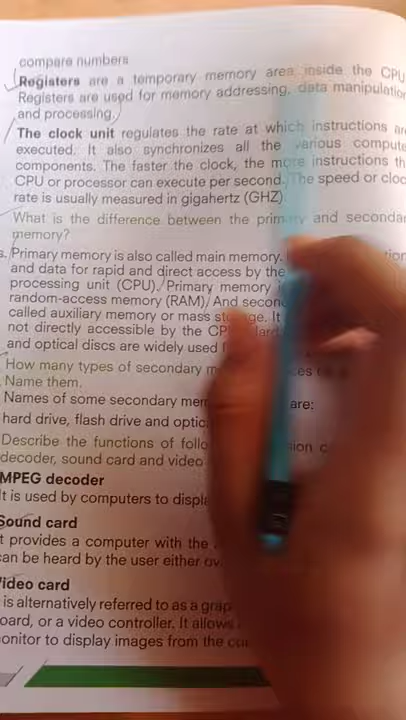 compare numbers
Registers are a temporary memory area inside the CPU
Registers are used for memory addressing, data manipulation
and processing.
The clock unit regulates the rate at which instructions are
executed. It also synchronizes all the various compute
components. The faster the clock, the more instructions th
CPU or processor can execute per second. The speed or cloc
rate is usually measured in gigahertz (GHZ)
What is the difference between the primary and secondar
memory?
s. Primary memory is also called main memory.
and data for rapid and direct access by the
processing unit (CPU). Primary memory
random-access memory (RAM). And secon
called auxiliary memory or mass storage. It
not directly accessible by the CP
and optical discs are widely used
How many types of secondary m
Name them.
Names of some secondary mem are:
hard drive, flash drive and optic
Describe the functions of follo
decoder, sound card and video
MPEG decoder
It is used by computers to displa
Sound card
t provides a computer with the
can be heard by the user either ov
Video card
is alternatively referred to as a grap
oard, or a video controller. It allows
onitor to display images from the